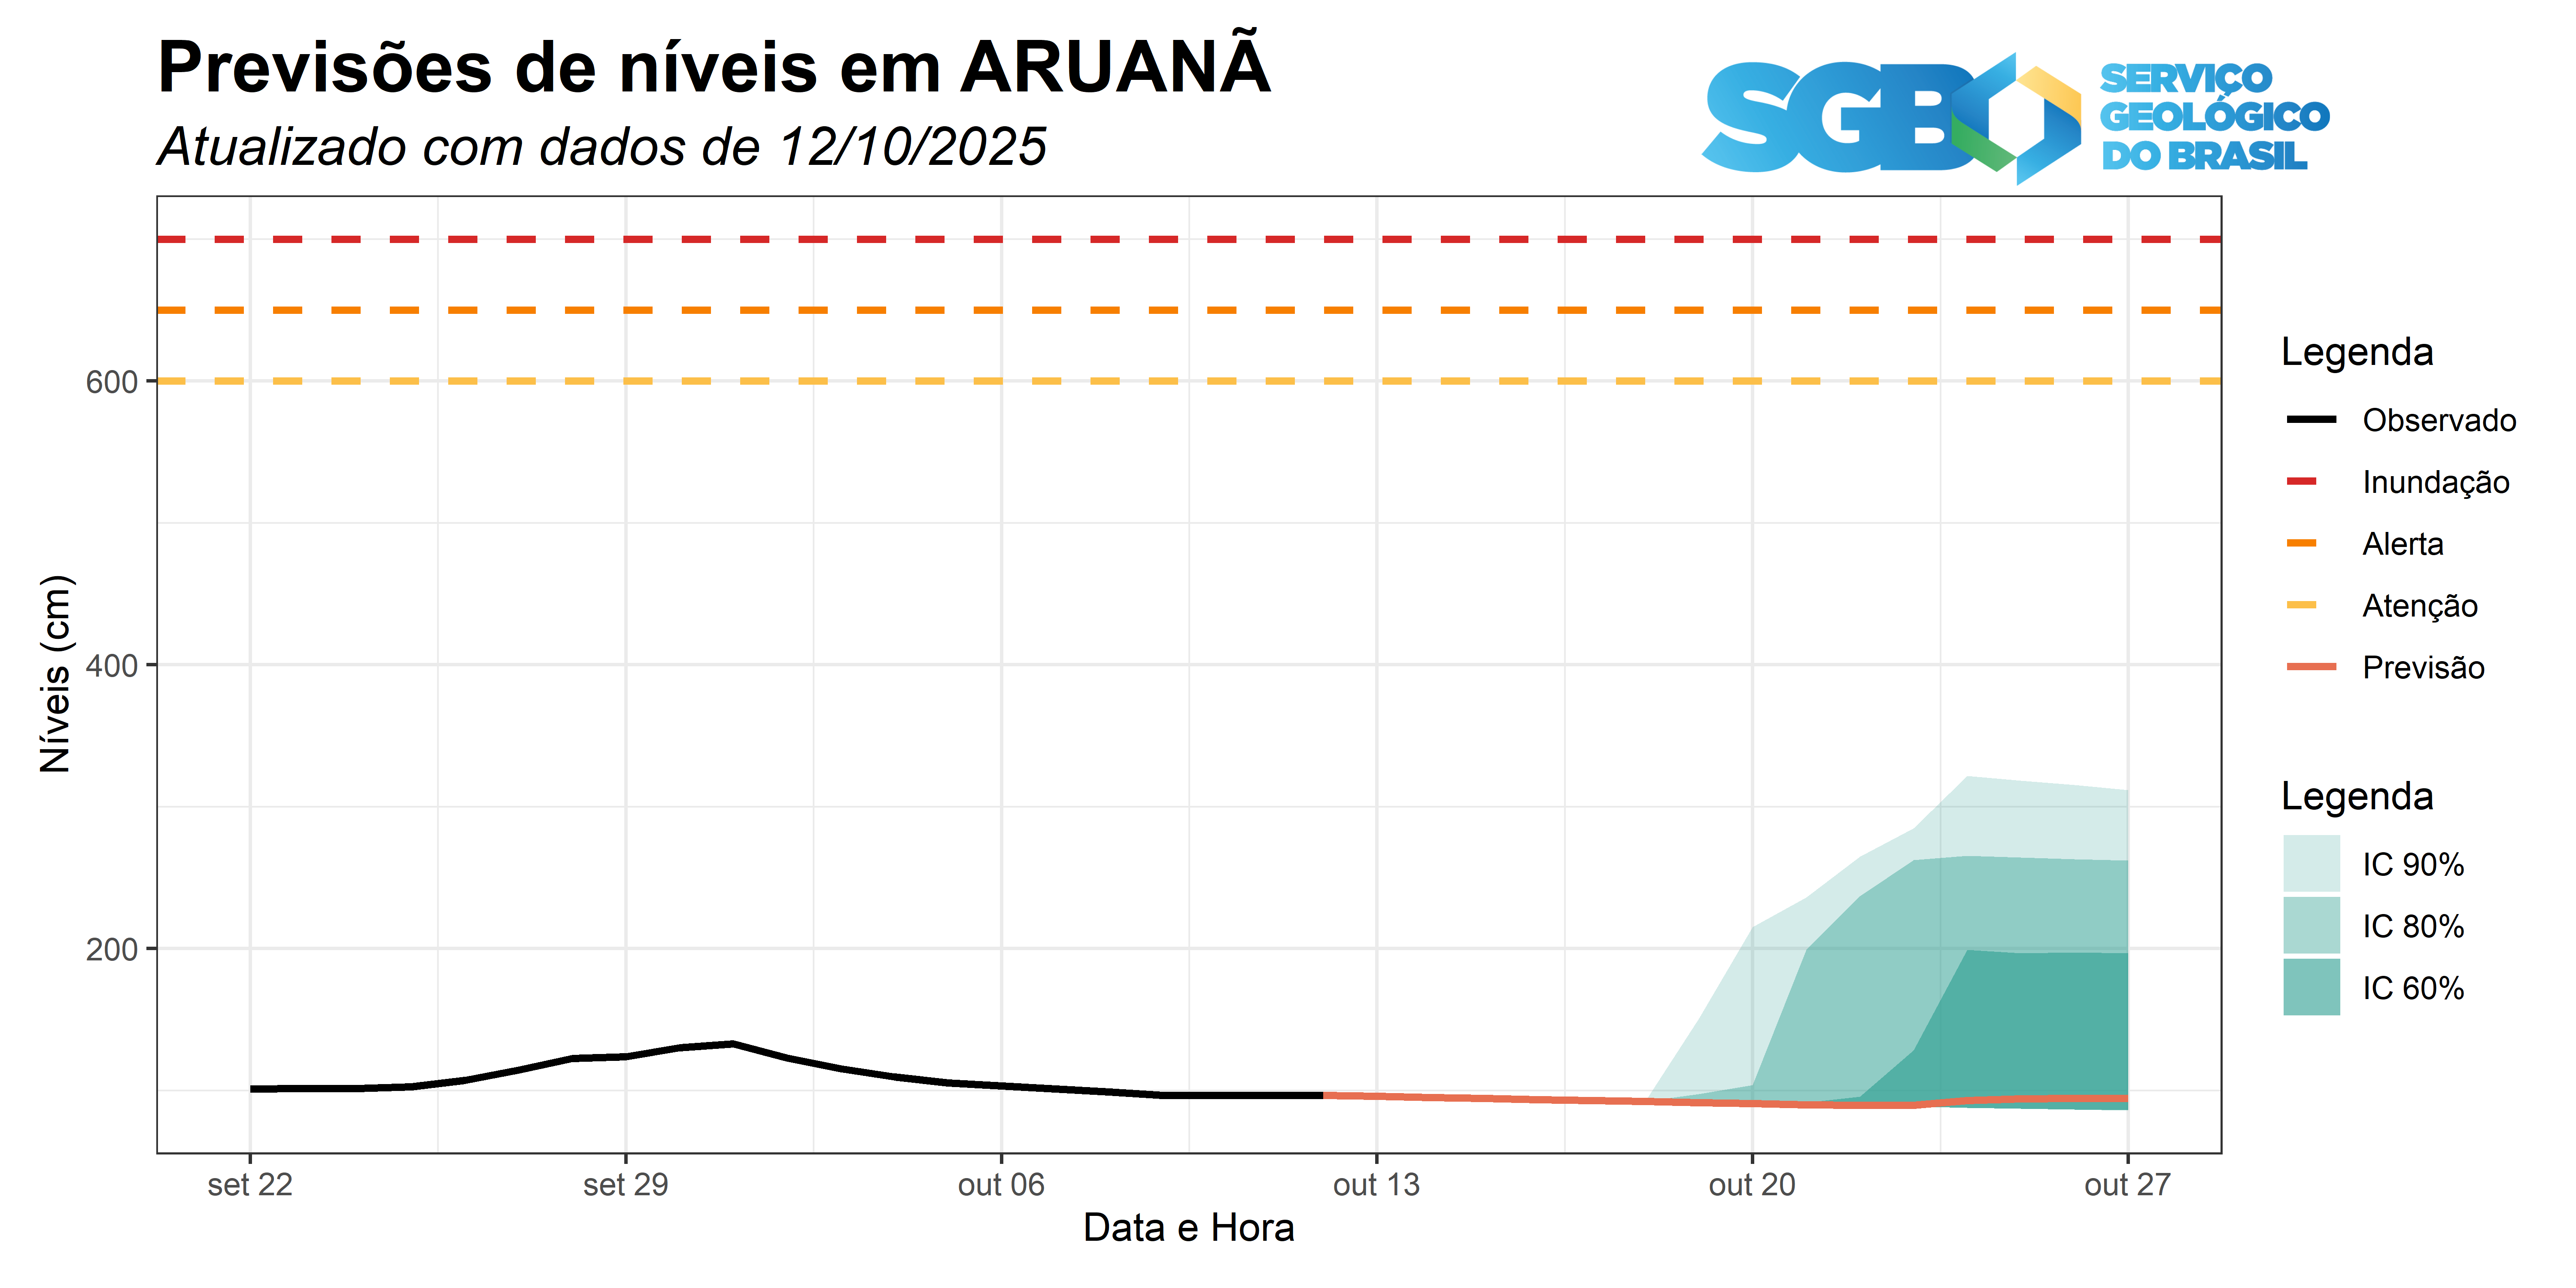 Previsões de níveis em ARUANÃ
Atualizado com dados de 12/10/2025
SGB
SERVIÇO
GEOLÓGICO
DO BRASIL
Níveis (cm)
600
400
200
set 22
set 29
out 06
out 13
out 20
out 27
Data e Hora
Legenda
Observado
Inundação
Alerta
Atenção
Previsão
Legenda
IC 90%
IC 80%
IC 60%